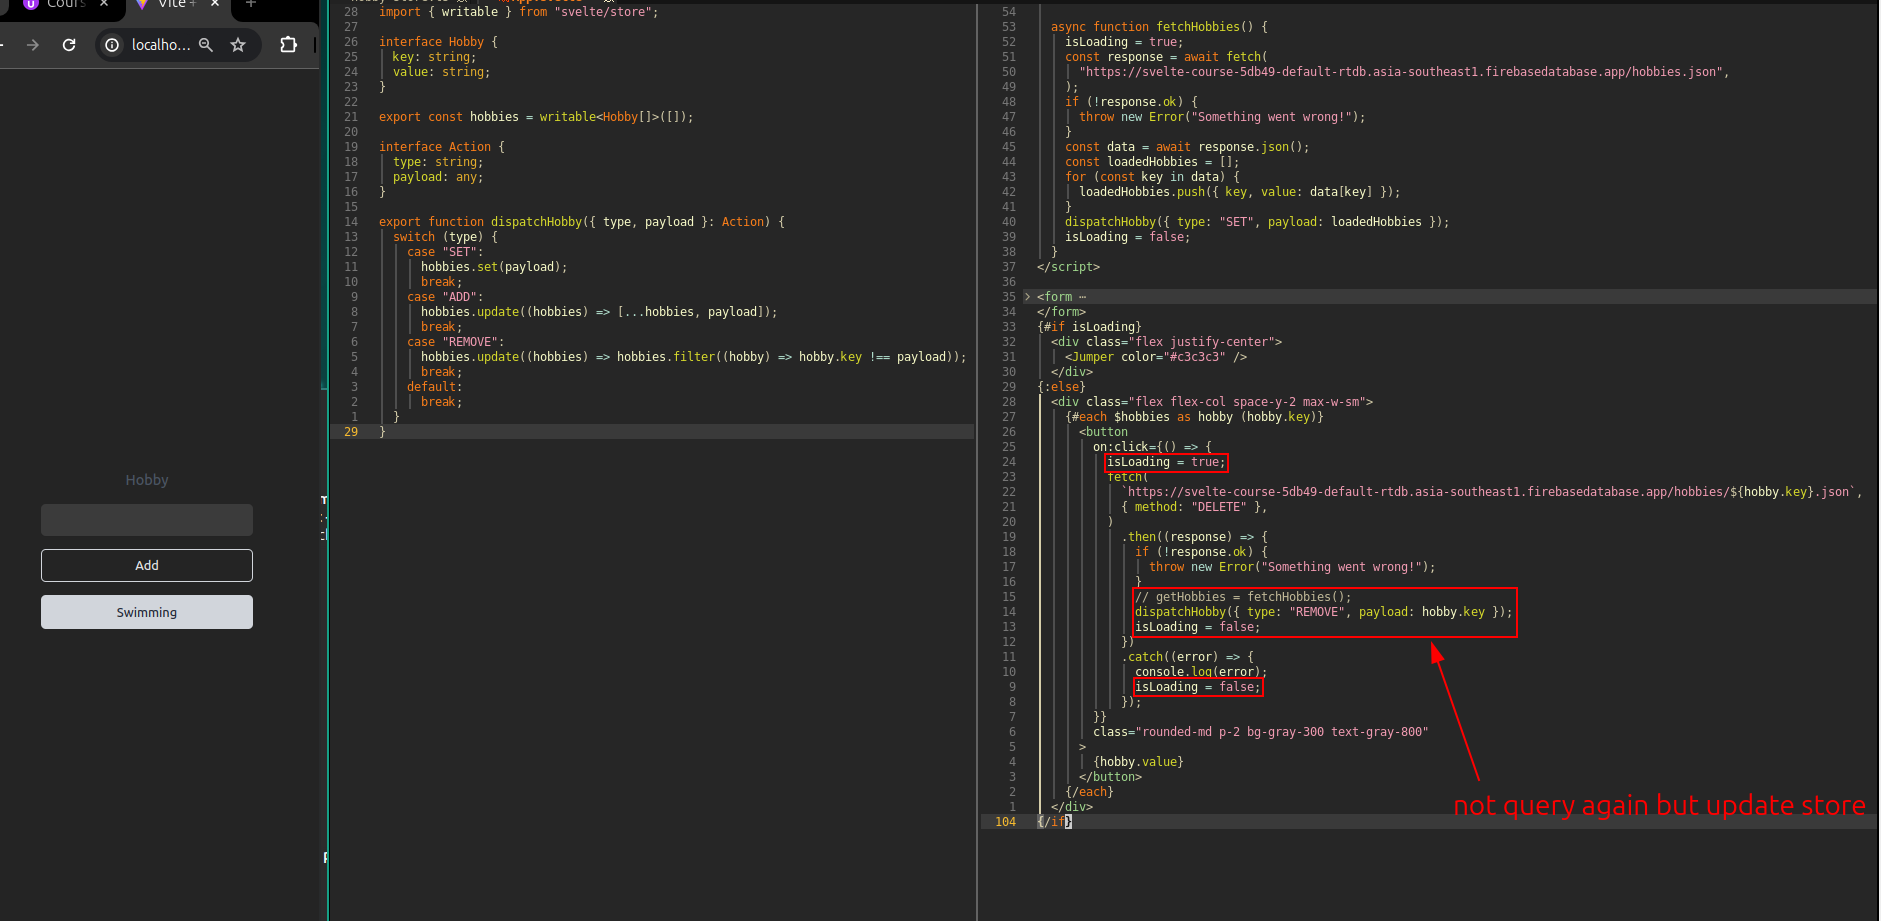 Cours
Vite +
localho...
Hobby
Add
Swimming
28 import { writable } from "svelte/store";
27
26 interface Hobby {
25 key: string;
24 value: string;
23 }
22
21 export const hobbies = writable<Hobby[]>([]);
20
19 interface Action {
18 type: string;
17 payload: any;
16 }
15
14 export function dispatchHobby({ type, payload }: Action) {
13 switch (type) {
12 case "SET":
11 hobbies.set(payload);
10 break;
9 case "ADD":
8 hobbies.update((hobbies) => [...hobbies, payload]);
7 break;
6 case "REMOVE":
5 hobbies.update((hobbies) => hobbies.filter((hobby) => hobby.key !== payload));
4 break;
3 default:
2 break;
1 }
29 }
54
53 async function fetchHobbies() {
52 isLoading = true;
51 const response = await fetch(
50 "https://svelte-course-5db49-default-rtdb.asia-southeast1.firebasedatabase.app/hobbies.json",
49 );
48 if (!response.ok) {
47 throw new Error("Something went wrong!");
46 }
45 const data = await response.json();
44 const loadedHobbies = [];
43 for (const key in data) {
42 loadedHobbies.push({ key, value: data[key] });
41 }
40 dispatchHobby({ type: "SET", payload: loadedHobbies });
39 isLoading = false;
38 }
37 </script>
36
35 > <form ⋯
34 </form>
33 {#if isLoading}
32 <div class="flex justify-center">
31 <Jumper color="#c3c3c3" />
30 </div>
29 {:else}
28 <div class="flex flex-col space-y-2 max-w-sm">
27 {#each $hobbies as hobby (hobby.key)}
26 <button
25 on:click={() => {
24 isLoading = true;
23 fetch(
22 `https://svelte-course-5db49-default-rtdb.asia-southeast1.firebasedatabase.app/hobbies/${hobby.key}.json`,
21 { method: "DELETE" },
20 )
19 .then((response) => {
18 if (!response.ok) {
17 throw new Error("Something went wrong!");
16 }
15 // getHobbies = fetchHobbies();
14 dispatchHobby({ type: "REMOVE", payload: hobby.key });
13 isLoading = false;
12 })
11 .catch((error) => {
10 console.log(error);
9 isLoading = false;
8 });
7 }}
6 class="rounded-md p-2 bg-gray-300 text-gray-800"
5 >
4 {hobby.value}
3 </button>
2 {/each}
1 </div>
104 {/if}
not query again but update store